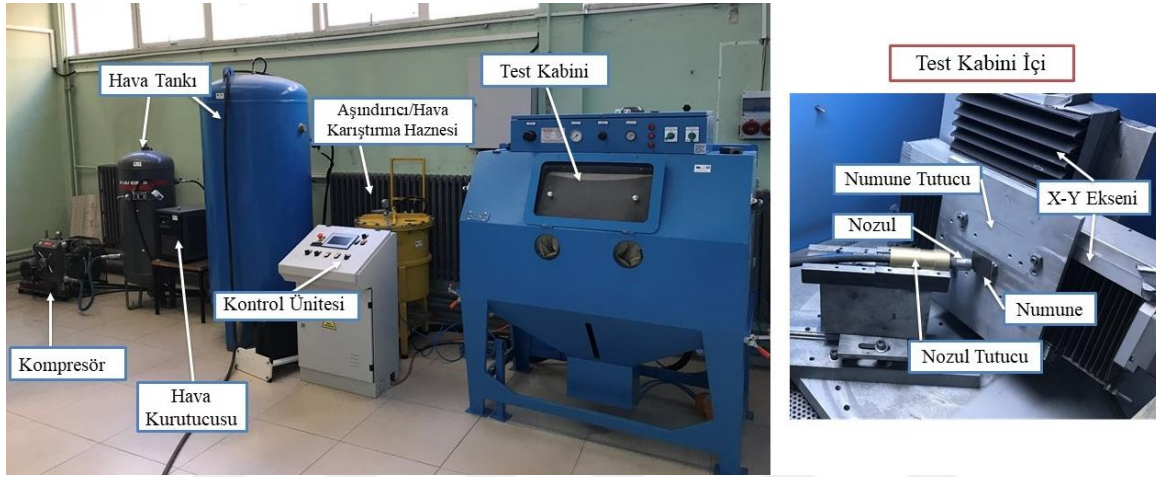 Hava Tankı
Aşındırıcı/Hava
Karıştırma Haznesi
Test Kabini
Kontrol Ünitesi
Kompresör
Hava
Kurutucusu
Test Kabini İçi
Numune Tutucu
X-Y Ekseni
Nozul
Numune
Nozul Tutucu